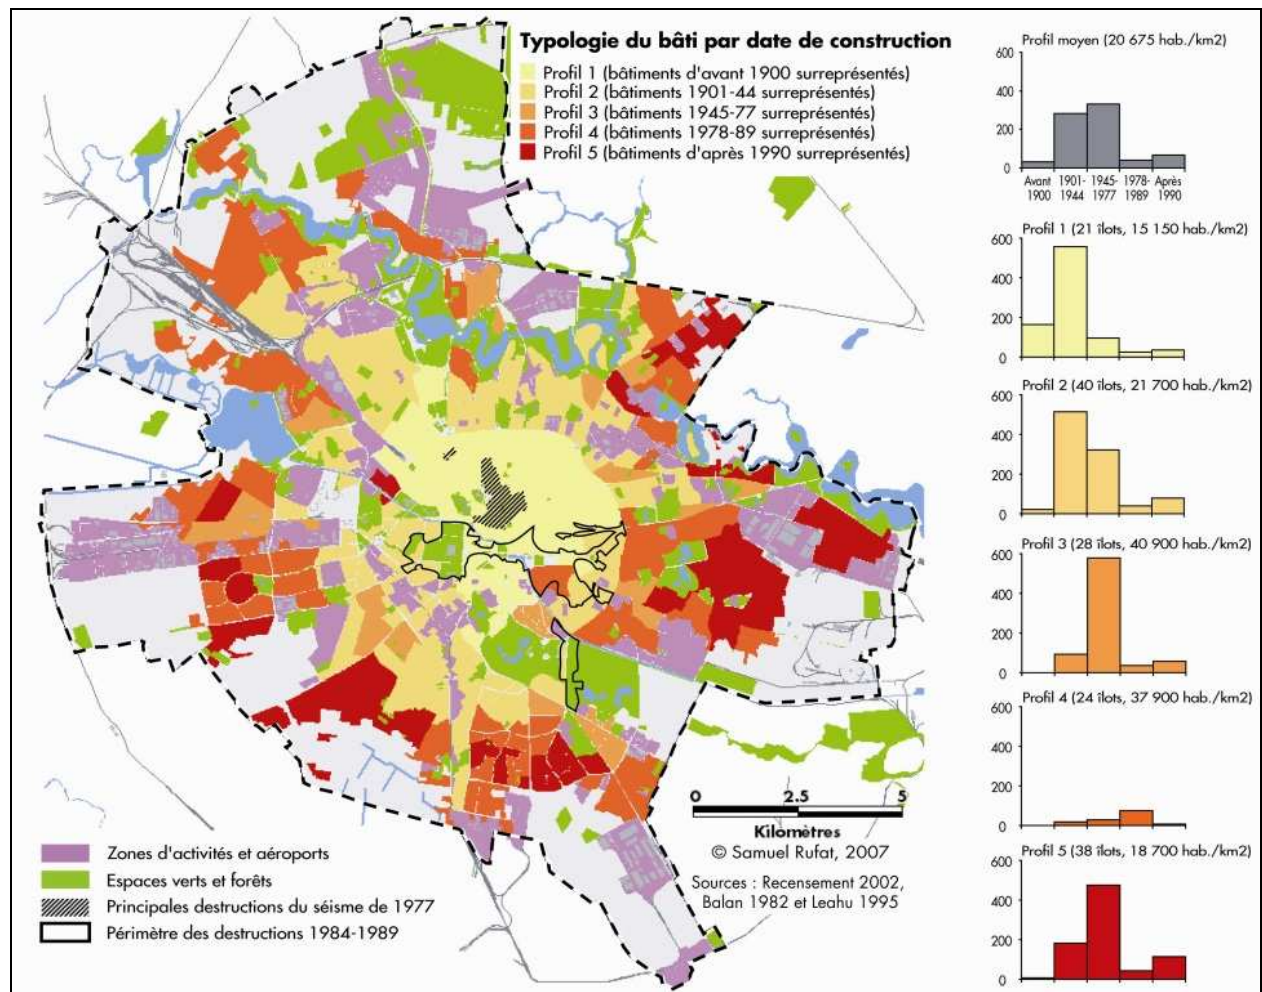 Typologie du bâti par date de construction
Profil 1 (bâtiments d'avant 1900 surreprésentés)
Profil 2 (bâtiments 1901-44 surreprésentés)
Profil 3 (bâtiments 1945-77 surreprésentés)
Profil 4 (bâtiments 1978-89 surreprésentés)
Profil 5 (bâtiments d'après 1990 surreprésentés)
Zones d'activités et aéroports
Espaces verts et forêts
Principales destructions du séisme de 1977
Périmètre des destructions 1984-1989
0 2.5 5
Kilomètres
© Samuel Rufat, 2007
Sources : Recensement 2002,
Balan 1982 et Leahu 1995
Profil moyen (20 675 hab./km2)
600
400
200
0
Avant 1901- 1945- 1978- Après
1900 1944 1977 1989 1990
Profil 1 (21 îlots, 15 150 hab./km2)
600
400
200
0
Profil 2 (40 îlots, 21 700 hab./km2)
600
400
200
0
Profil 3 (28 îlots, 40 900 hab./km2)
600
400
200
0
Profil 4 (24 îlots, 37 900 hab./km2)
600
400
200
0
Profil 5 (38 îlots, 18 700 hab./km2)
600
400
200
0